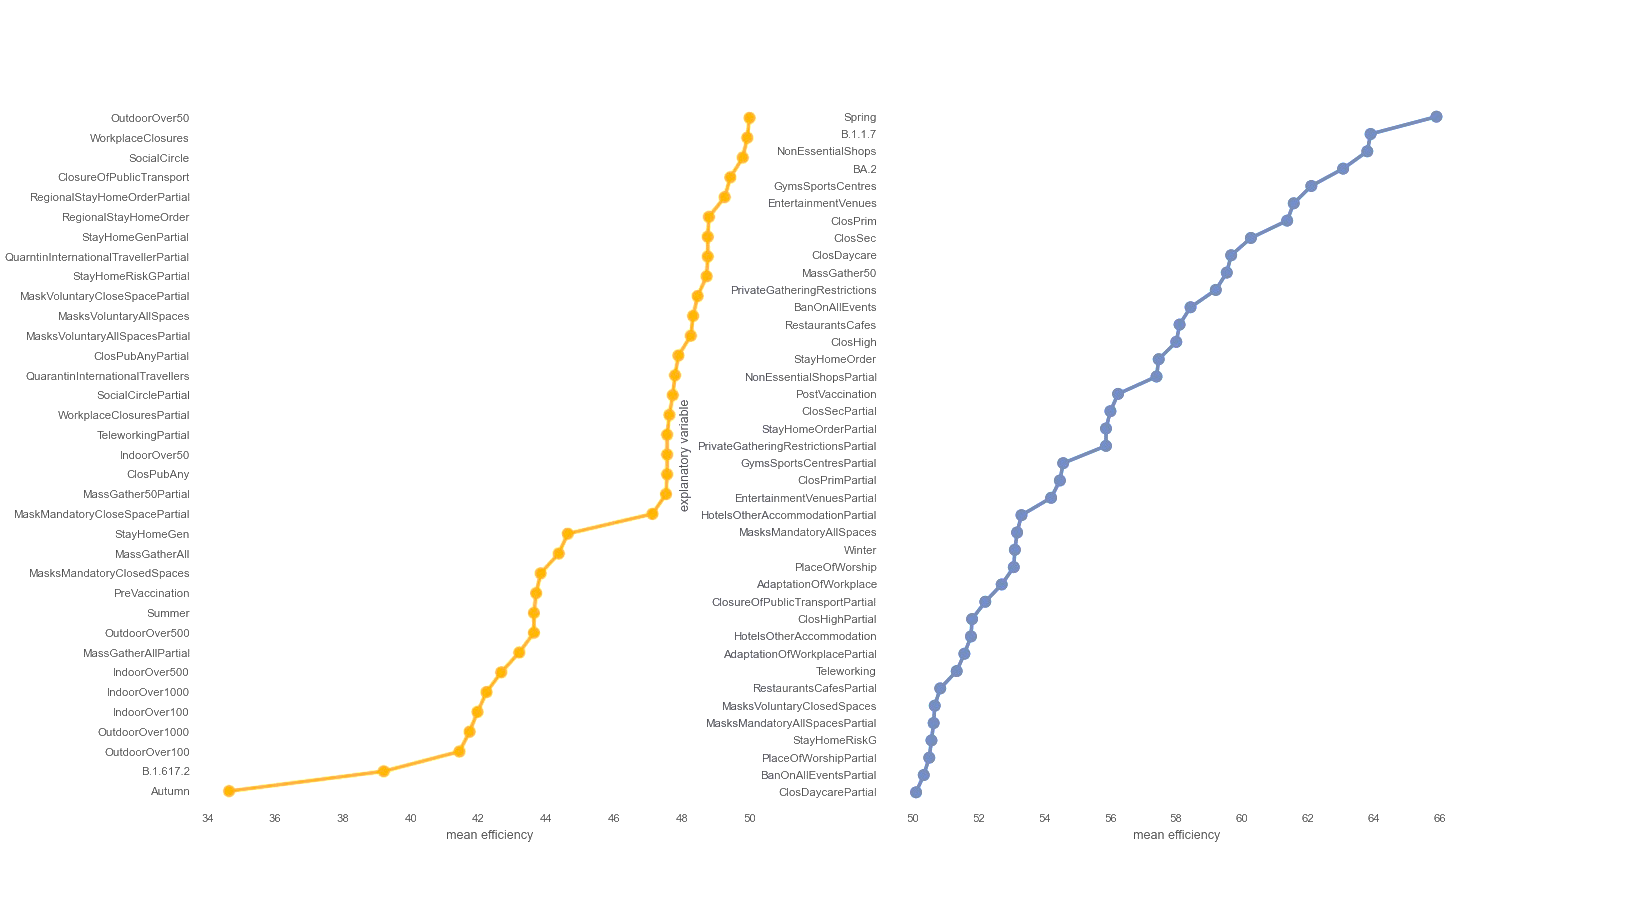 OutdoorOver50
WorkplaceClosures
SocialCircle
ClosureOfPublicTransport
RegionalStayHomeOrderPartial
RegionalStayHomeOrder
StayHomeGenPartial
QuarntinInternationalTravellerPartial
StayHomeRiskGPartial
MaskVoluntaryCloseSpacePartial
MasksVoluntaryAllSpaces
MasksVoluntaryAllSpacesPartial
ClosPubAnyPartial
QuarantinInternationalTravellers
SocialCirclePartial
WorkplaceClosuresPartial
TeleworkingPartial
IndoorOver50
ClosPubAny
MassGather50Partial
MaskMandatoryCloseSpacePartial
StayHomeGen
MassGatherAll
MasksMandatoryClosedSpaces
PreVaccination
Summer
OutdoorOver500
MassGatherAllPartial
IndoorOver500
IndoorOver1000
IndoorOver100
OutdoorOver1000
OutdoorOver100
B.1.617.2
Autumn
34 36 38 40 42 44 46 48 50
mean efficiency
explanatory variable
Spring
B.1.1.7
NonEssentialShops
BA.2
GymsSportsCentres
EntertainmentVenues
ClosPrim
ClosSec
ClosDaycare
MassGather50
PrivateGatheringRestrictions
BanOnAllEvents
RestaurantsCafes
ClosHigh
StayHomeOrder
NonEssentialShopsPartial
PostVaccination
ClosSecPartial
StayHomeOrderPartial
PrivateGatheringRestrictionsPartial
GymsSportsCentresPartial
ClosPrimPartial
EntertainmentVenuesPartial
HotelsOtherAccommodationPartial
MasksMandatoryAllSpaces
Winter
PlaceOfWorship
AdaptationOfWorkplace
ClosureOfPublicTransportPartial
ClosHighPartial
HotelsOtherAccommodation
AdaptationOfWorkplacePartial
Teleworking
RestaurantsCafesPartial
MasksVoluntaryClosedSpaces
MasksMandatoryAllSpacesPartial
StayHomeRiskG
PlaceOfWorshipPartial
BanOnAllEventsPartial
ClosDaycarePartial
50 52 54 56 58 60 62 64 66
mean efficiency